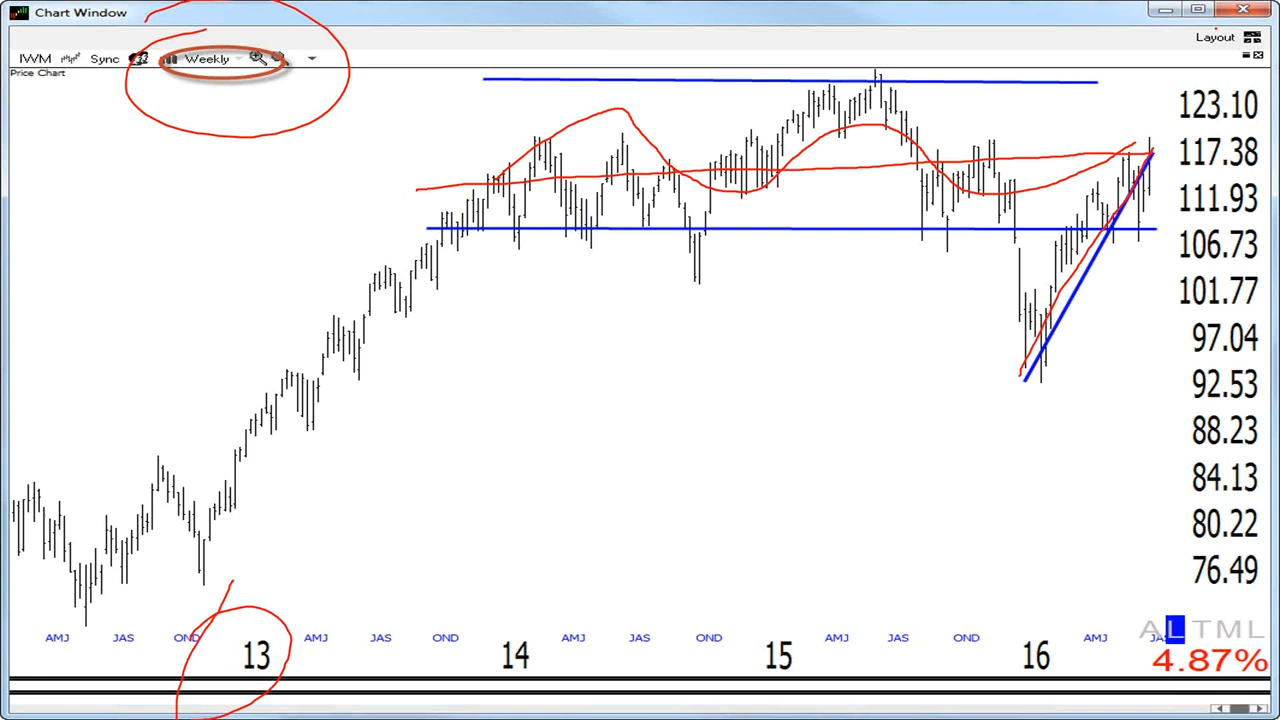 Chart Window
Layout
IWM Sync Weekly
Price Chart
123.10
117.38
111.93
106.73
101.77
97.04
92.53
88.23
84.13
80.22
76.49
AMJ JAS OND AMJ JAS OND AMJ JAS OND AMJ JAS OND AMJ
13 14 15 16
A L T M L
4.87%